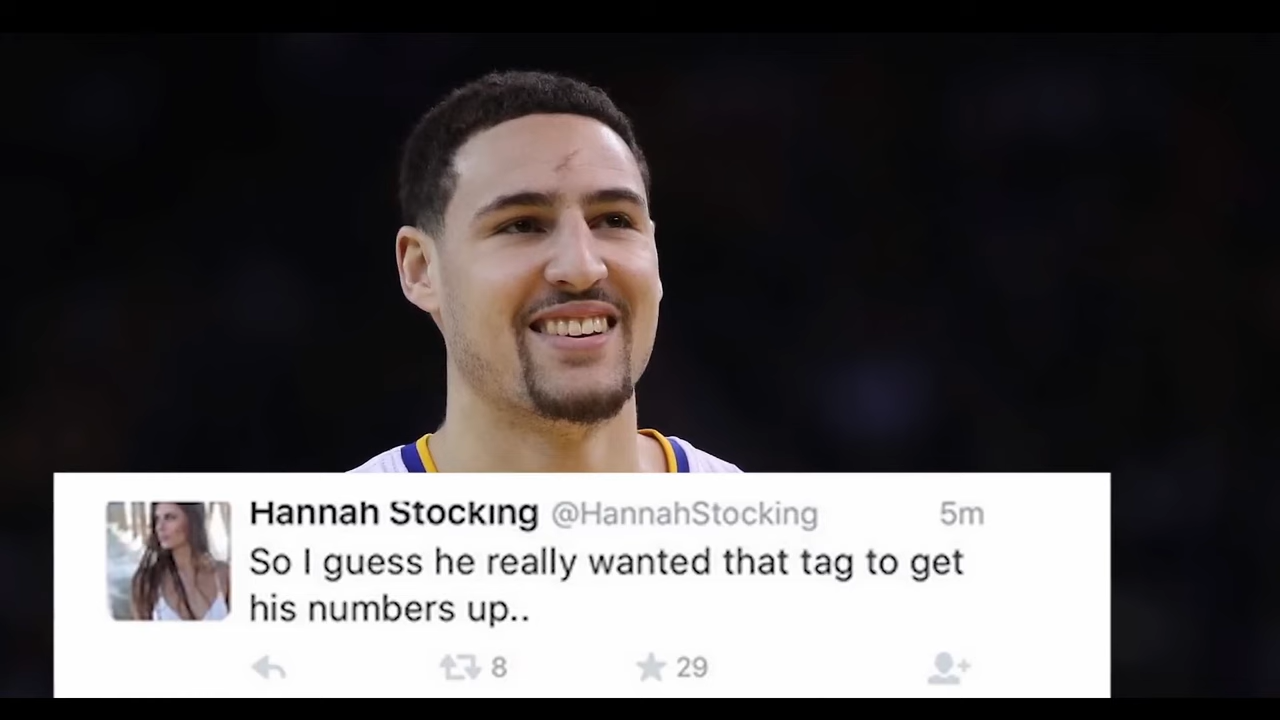 Hannah Stocking @HannahStocking 5m
So I guess he really wanted that tag to get
his numbers up..
8 29